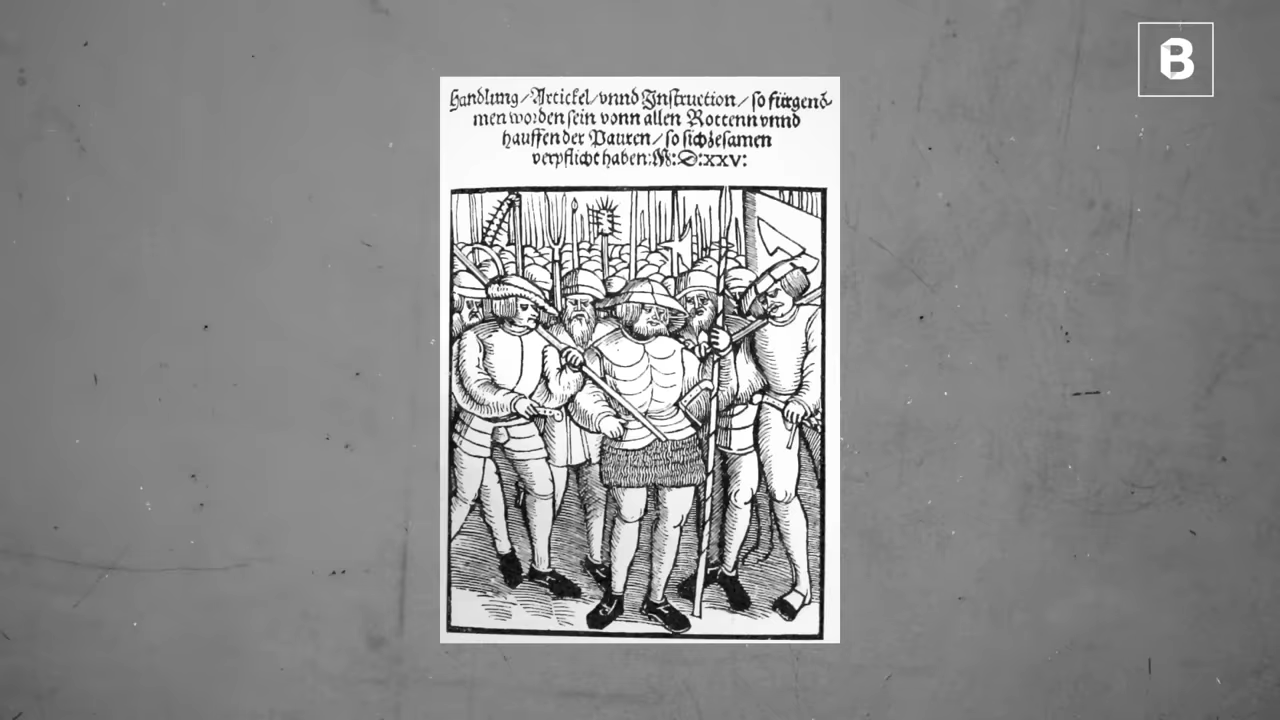 Handlung/Artickel/vnnd Instruction/so fürgenõ-
men worden sein vonn allen Rottenn vnnd
hauffen der Pauren/so sich zesamen
verpflicht haben: M:D:xxv:
B